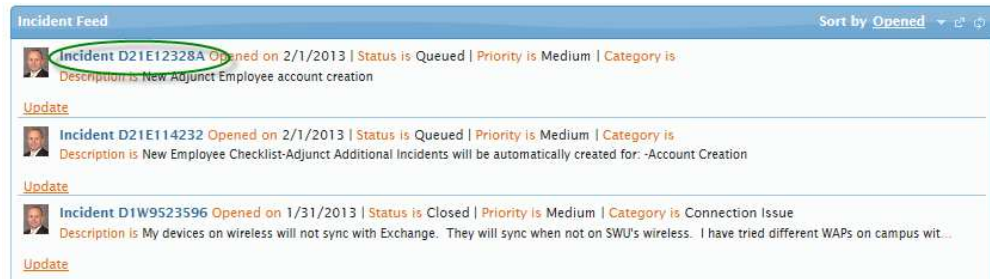 Incident Feed
Sort by Opened
Incident D21E12328A Opened on 2/1/2013 | Status is Queued | Priority is Medium | Category is
Description is New Adjunct Employee account creation
Update
Incident D21E114232 Opened on 2/1/2013 | Status is Queued | Priority is Medium | Category is
Description is New Employee Checklist-Adjunct Additional Incidents will be automatically created for: -Account Creation
Update
Incident D1W9523596 Opened on 1/31/2013 | Status is Closed | Priority is Medium | Category is Connection Issue
Description is My devices on wireless will not sync with Exchange. They will sync when not on SWU's wireless. I have tried different WAPs on campus wit...
Update